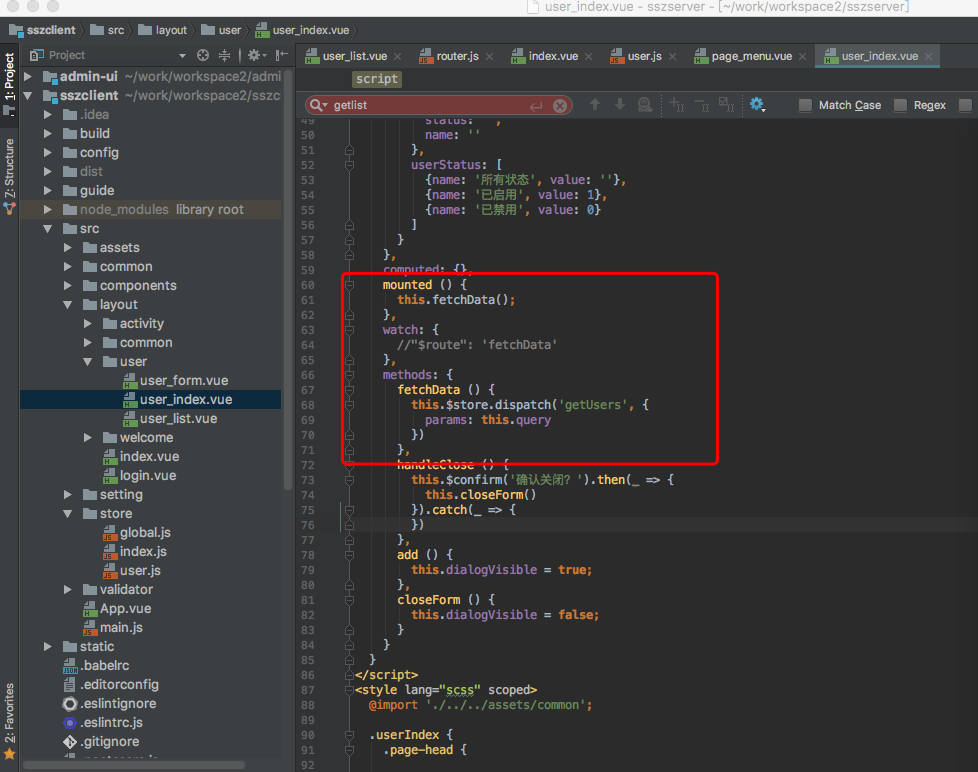 user_index.vue - sszserver - [~/work/workspace2/sszserver]
sszclient src layout user user_index.vue
Project
user_list.vue router.js index.vue user.js page_menu.vue user_index.vue
1: Project
Z: Structure
2: Favorites
admin-ui ~/work/workspace2/admi
sszclient ~/work/workspace2/sszc
.idea
build
config
dist
guide
node_modules library root
src
assets
common
components
layout
activity
common
user
user_form.vue
user_index.vue
user_list.vue
welcome
index.vue
login.vue
setting
store
global.js
index.js
user.js
validator
App.vue
main.js
static
.babelrc
.editorconfig
.eslintignore
.eslintrc.js
.gitignore
script
getlist
Match Case Regex
49 status: '',
50 name: ''
51 },
52 userStatus: [
53 {name: '所有状态', value: ''},
54 {name: '已启用', value: 1},
55 {name: '已禁用', value: 0}
56 ]
57 }
58 },
59 computed: {},
60 mounted () {
61 this.fetchData();
62 },
63 watch: {
64 //"$route": 'fetchData'
65 },
66 methods: {
67 fetchData () {
68 this.$store.dispatch('getUsers', {
69 params: this.query
70 })
71 },
72 handleClose () {
73 this.$confirm('确认关闭？').then(_ => {
74 this.closeForm()
75 }).catch(_ => {
76 })
77 },
78 add () {
79 this.dialogVisible = true;
80 },
81 closeForm () {
82 this.dialogVisible = false;
83 }
84 }
85 }
86 </script>
87 <style lang="scss" scoped>
88 @import './../../assets/common';
89
90 .userIndex {
91 .page-head {
92